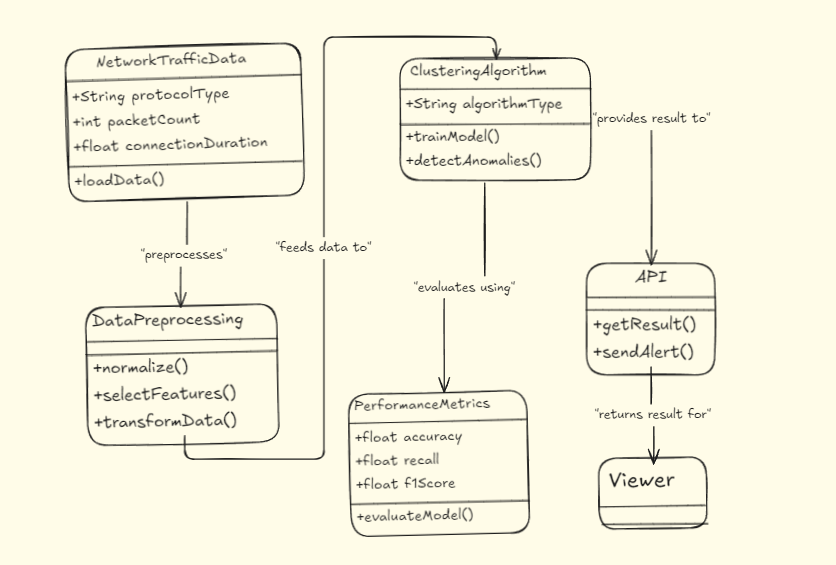 NetworkTrafficData
+String protocolType
+int packetCount
+float connectionDuration
+loadData()
"preprocesses"
DataPreprocessing
+normalize()
+selectFeatures()
+transformData()
"feeds data to"
ClusteringAlgorithm
+String algorithmType
+trainModel()
+detectAnomalies()
"evaluates using"
PerformanceMetrics
+float accuracy
+float recall
+float f1Score
+evaluateModel()
"provides result to"
API
+getResult()
+sendAlert()
"returns result for"
Viewer